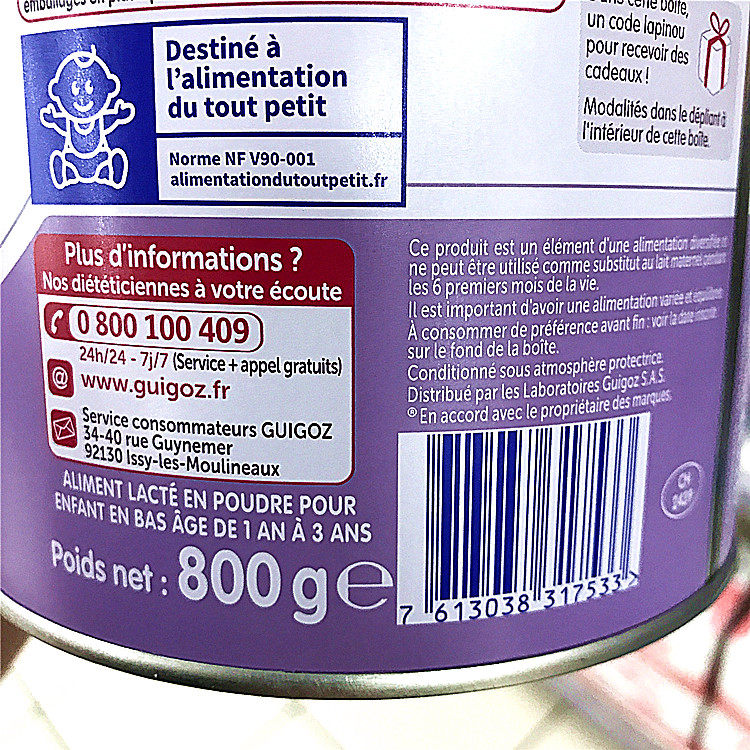 un code lapinou
pour recevoir des
cadeaux !
Modalités dans le dépliant à
l'intérieur de cette boîte.
Destiné à
l'alimentation
du tout petit
Norme NF V90-001
alimentationdutoutpetit.fr
Plus d'informations ?
Nos diététiciennes à votre écoute
0 800 100 409
24h/24 - 7j/7 (Service + appel gratuits)
@ www.guigoz.fr
Service consommateurs GUIGOZ
34-40 rue Guynemer
92130 Issy-les-Moulineaux
ALIMENT LACTÉ EN POUDRE POUR
ENFANT EN BAS ÂGE DE 1 AN À 3 ANS
Poids net : 800 g e
Ce produit est un élément d'une alimentation diversifiée et
ne peut être utilisé comme substitut au lait maternel pendant
les 6 premiers mois de la vie.
Il est important d'avoir une alimentation variée et équilibrée.
À consommer de préférence avant fin : voir la date inscrite
sur le fond de la boîte.
Conditionné sous atmosphère protectrice.
Distribué par les Laboratoires Guigoz S.A.S.
® En accord avec le propriétaire des marques.
7 613038 317533 >
CH